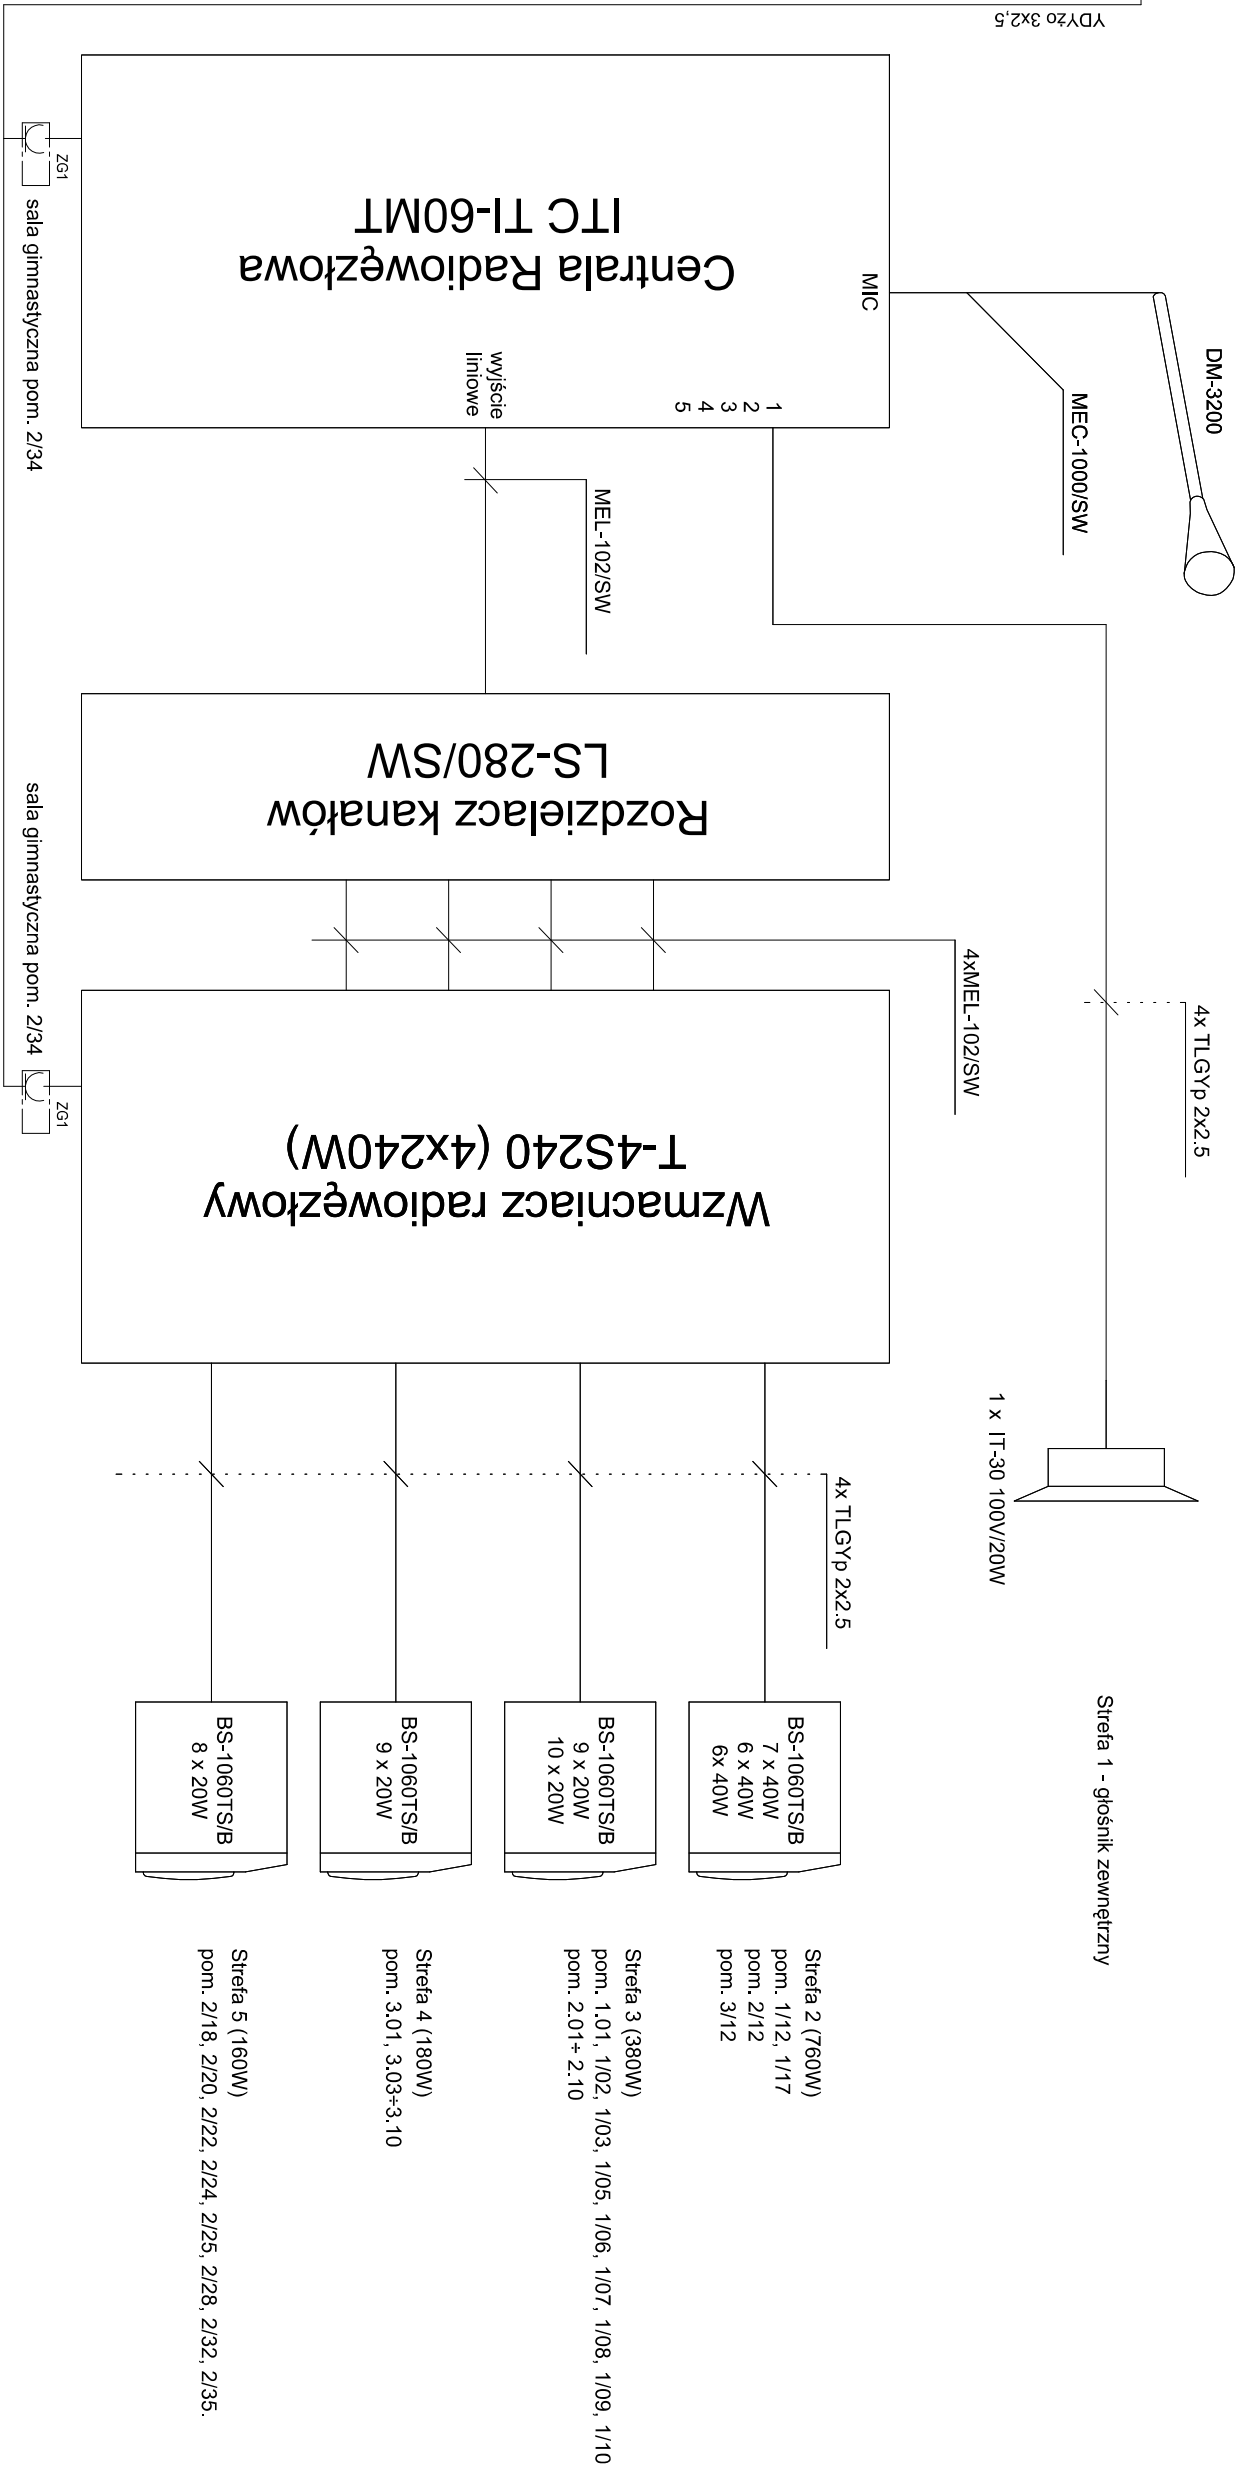 YDYżo 3x2,5
DM-3200
MEC-1000/SW
MIC
Centrala Radiowęzłowa
ITC TI-60MT
1
2
3
4
5
wyjście
liniowe
ZG1
sala gimnastyczna pom. 2/34
MEL-102/SW
Rozdzielacz kanałów
LS-280/SW
4xMEL-102/SW
4x TLGYp 2x2.5
Wzmacniacz radiowęzłowy
T-4S240 (4x240W)
sala gimnastyczna pom. 2/34
ZG1
1 x IT-30 100V/20W
Strefa 1 - głośnik zewnętrzny
4x TLGYp 2x2.5
BS-1060TS/B
7 x 40W
6 x 40W
6x 40W
Strefa 2 (760W)
pom. 1/12, 1/17
pom. 2/12
pom. 3/12
BS-1060TS/B
9 x 20W
10 x 20W
Strefa 3 (380W)
pom. 1.01, 1/02, 1/03, 1/05, 1/06, 1/07, 1/08, 1/09, 1/10
pom. 2.01÷ 2.10
BS-1060TS/B
9 x 20W
Strefa 4 (180W)
pom. 3.01, 3.03÷3.10
BS-1060TS/B
8 x 20W
Strefa 5 (160W)
pom. 2/18, 2/20, 2/22, 2/24, 2/25, 2/28, 2/32, 2/35.